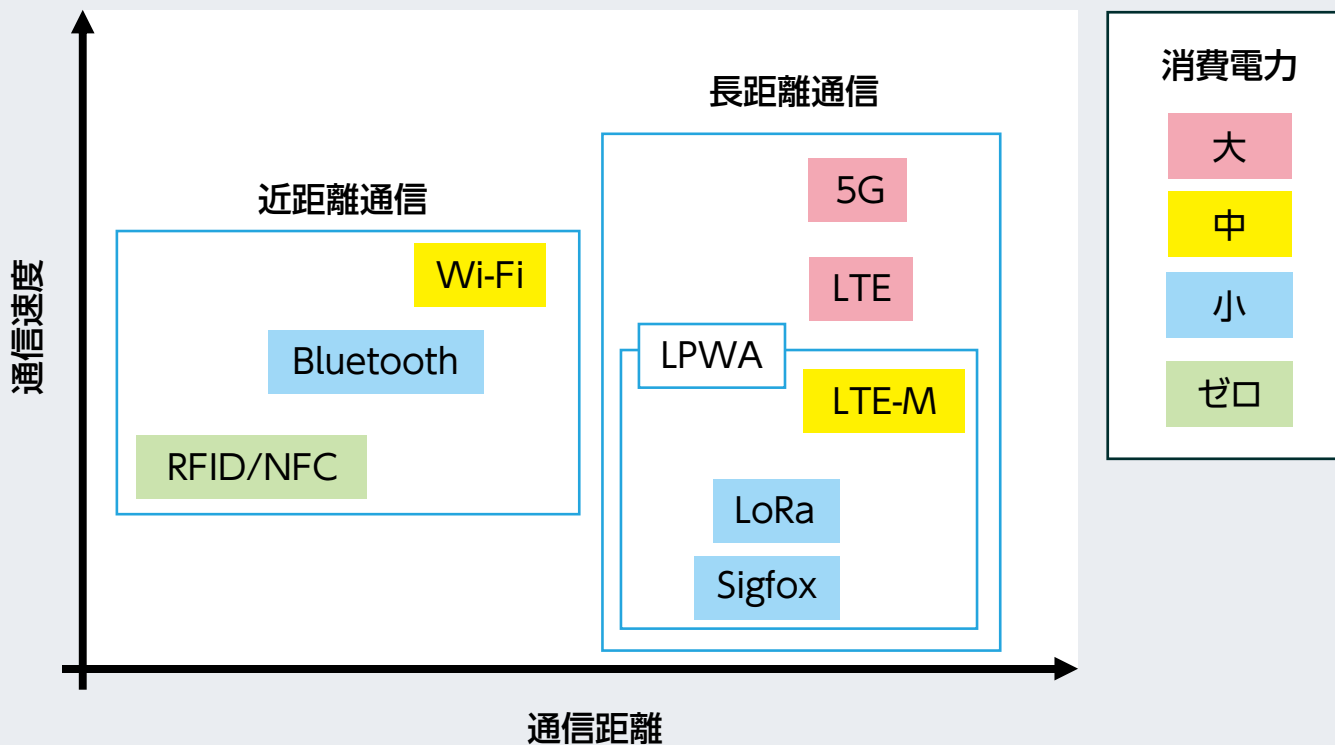 通信速度
近距離通信
Wi-Fi
Bluetooth
RFID/NFC
長距離通信
5G
LTE
LPWA
LTE-M
LoRa
Sigfox
通信距離
消費電力
大
中
小
ゼロ